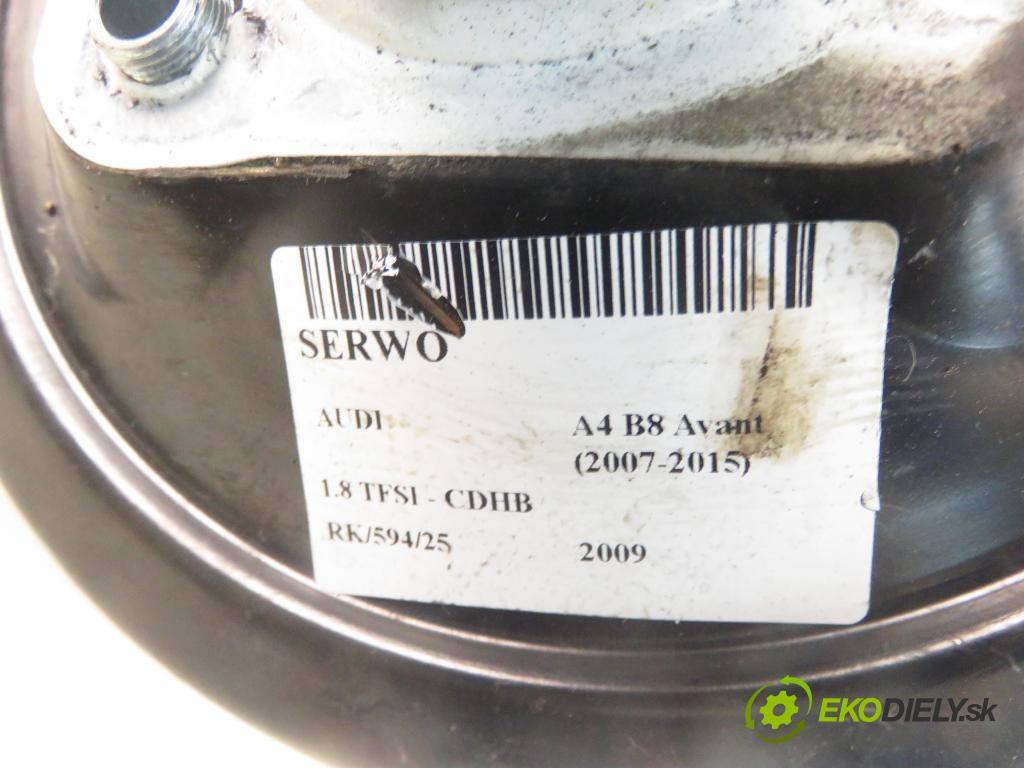 SERWO
AUDI A4 B8 Avant
(2007-2015)
1.8 TFSI - CDHB
RK/594/25 2009
EKODIELY.sk